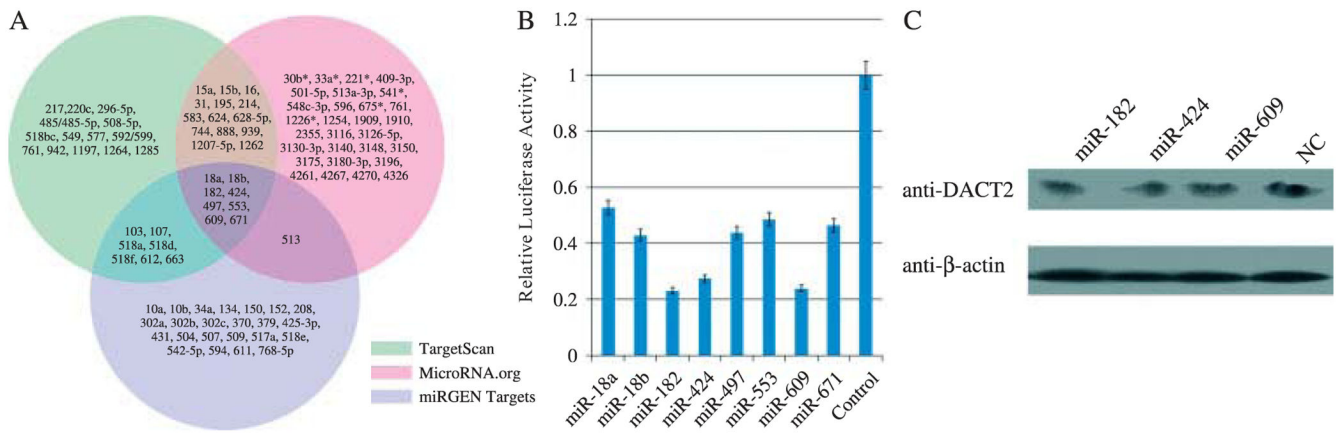 A
217,220c, 296-5p,
485/485-5p, 508-5p,
518bc, 549, 577, 592/599,
761, 942, 1197, 1264, 1285
15a, 15b, 16,
31, 195, 214,
583, 624, 628-5p,
744, 888, 939,
1207-5p, 1262
30b*, 33a*, 221*, 409-3p,
501-5p, 513a-3p, 541*,
548c-3p, 596, 675*, 761,
1226*, 1254, 1909, 1910,
2355, 3116, 3126-5p,
3130-3p, 3140, 3148, 3150,
3175, 3180-3p, 3196,
4261, 4267, 4270, 4326
18a, 18b,
182, 424,
497, 553,
609, 671
103, 107,
518a, 518d,
518f, 612, 663
513
10a, 10b, 34a, 134, 150, 152, 208,
302a, 302b, 302c, 370, 379, 425-3p,
431, 504, 507, 509, 517a, 518e,
542-5p, 594, 611, 768-5p
TargetScan
MicroRNA.org
miRGEN Targets
B
Relative Luciferase Activity
1.2
1
0.8
0.6
0.4
0.2
0
miR-18a
miR-18b
miR-182
miR-424
miR-497
miR-553
miR-609
miR-671
Control
C
miR-182
miR-424
miR-609
NC
anti-DACT2
anti-β-actin